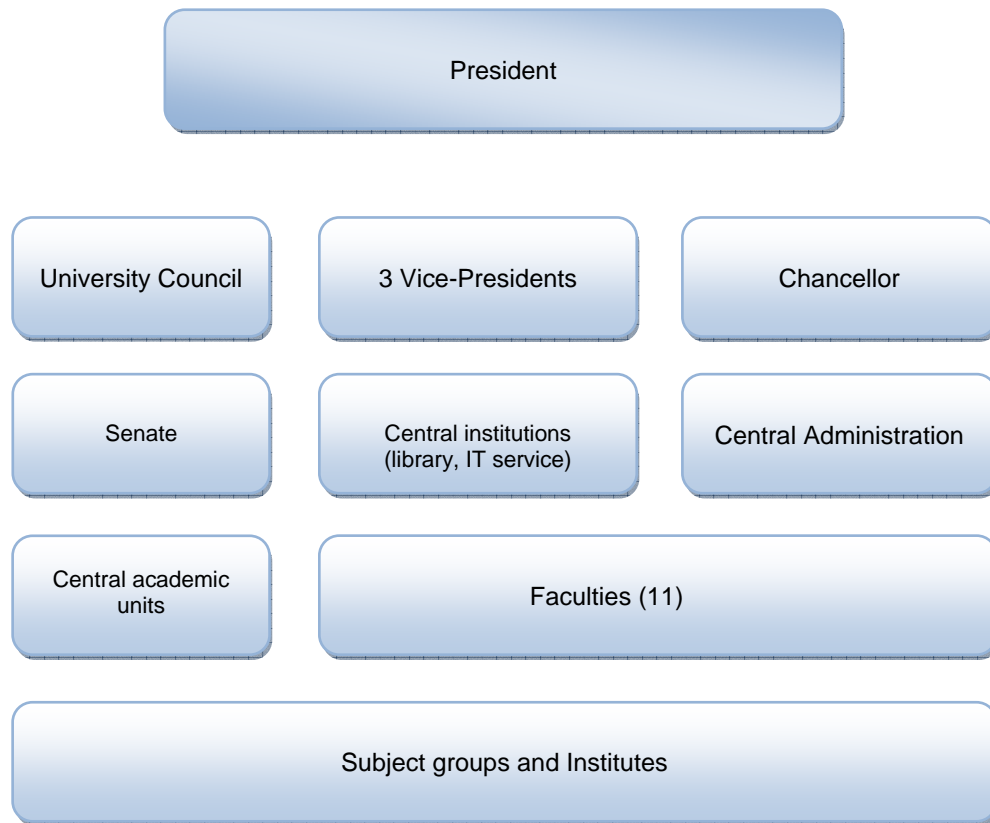 President
University Council
3 Vice-Presidents
Chancellor
Senate
Central institutions
(library, IT service)
Central Administration
Central academic
units
Faculties (11)
Subject groups and Institutes